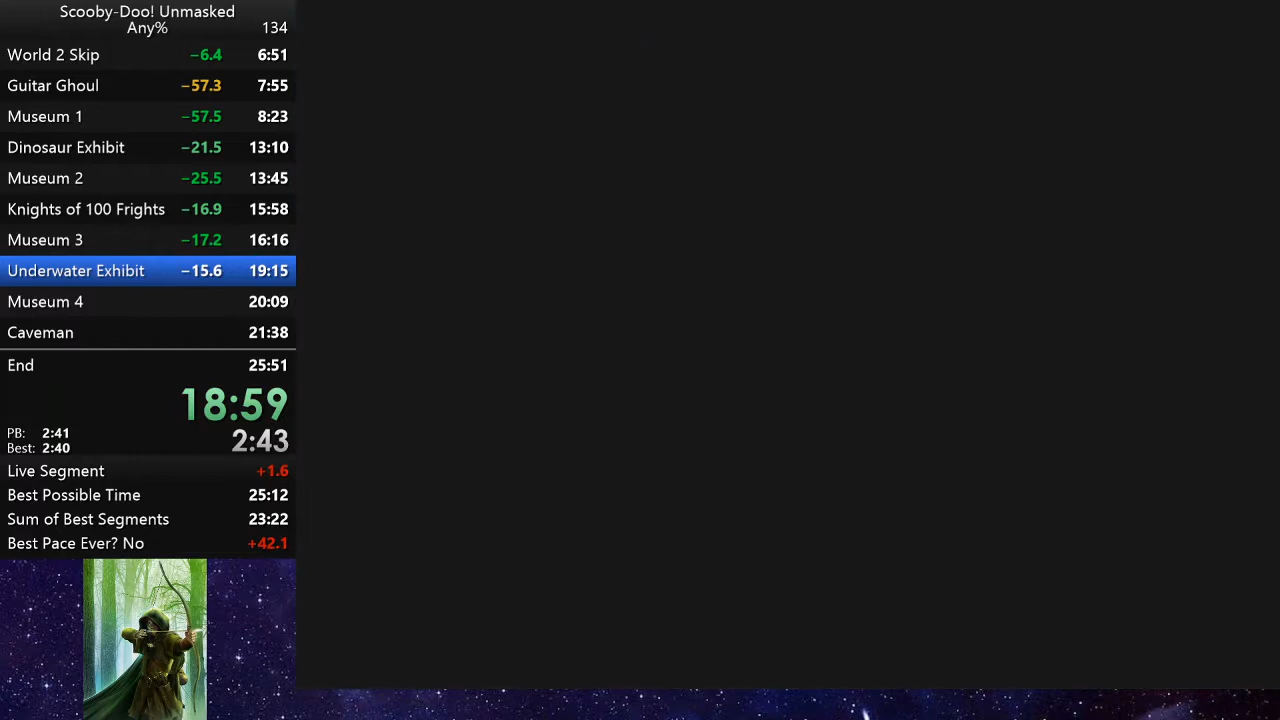 Scooby-Doo! Unmasked
Any% 134
World 2 Skip −6.4 6:51
Guitar Ghoul −57.3 7:55
Museum 1 −57.5 8:23
Dinosaur Exhibit −21.5 13:10
Museum 2 −25.5 13:45
Knights of 100 Frights −16.9 15:58
Museum 3 −17.2 16:16
Underwater Exhibit −15.6 19:15
Museum 4 20:09
Caveman 21:38
End 25:51
18:59
PB: 2:41
Best: 2:40
2:43
Live Segment +1.6
Best Possible Time 25:12
Sum of Best Segments 23:22
Best Pace Ever? No +42.1